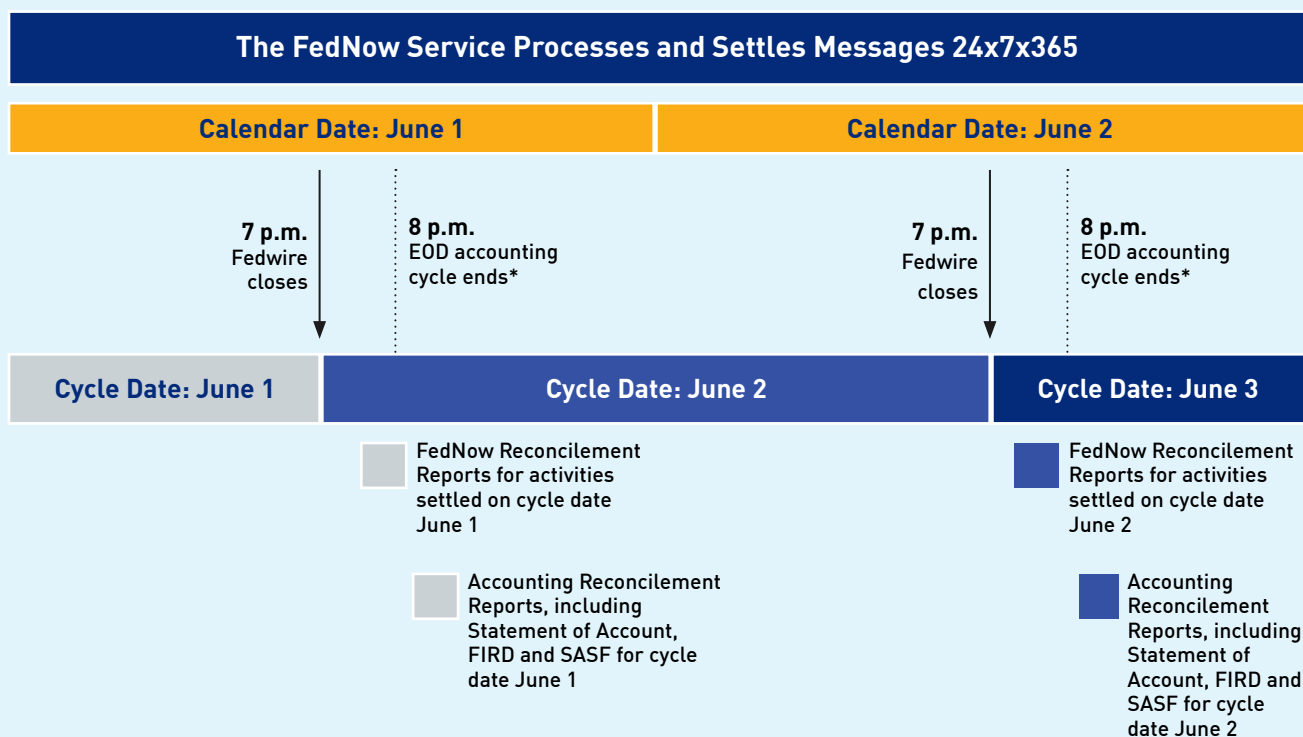 The FedNow Service Processes and Settles Messages 24x7x365
Calendar Date: June 1
Calendar Date: June 2
7 p.m.
Fedwire
closes
8 p.m.
EOD accounting
cycle ends*
7 p.m.
Fedwire
closes
8 p.m.
EOD accounting
cycle ends*
Cycle Date: June 1
Cycle Date: June 2
Cycle Date: June 3
FedNow Reconcilement
Reports for activities
settled on cycle date
June 1
Accounting Reconcilement
Reports, including
Statement of Account,
FIRD and SASF for cycle
date June 1
FedNow Reconcilement
Reports for activities
settled on cycle date
June 2
Accounting
Reconcilement
Reports, including
Statement of
Account, FIRD and
SASF for cycle
date June 2